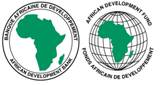 BANQUE AFRICAINE DE DEVELOPPEMENT
AFRICAN DEVELOPMENT BANK
AFRICAN DEVELOPMENT FUND
FONDS AFRICAIN DE DEVELOPPEMENT